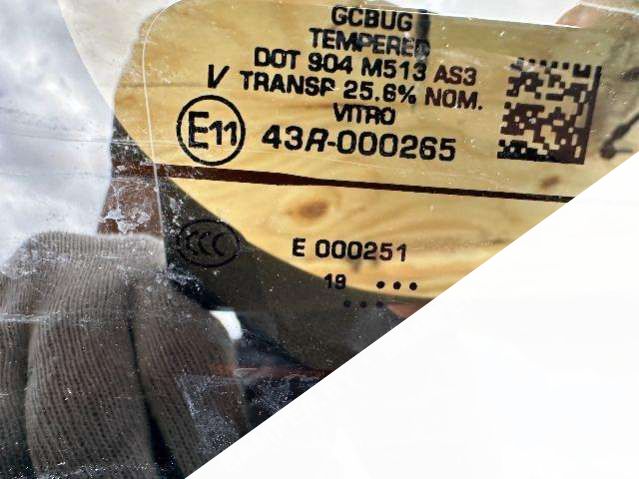 GCBUG
TEMPERED
DOT 904 M513 AS3
V TRANSP 25.6% NOM.
VITRO
E11 43R-000265
CCC E 000251
19 •••
•••